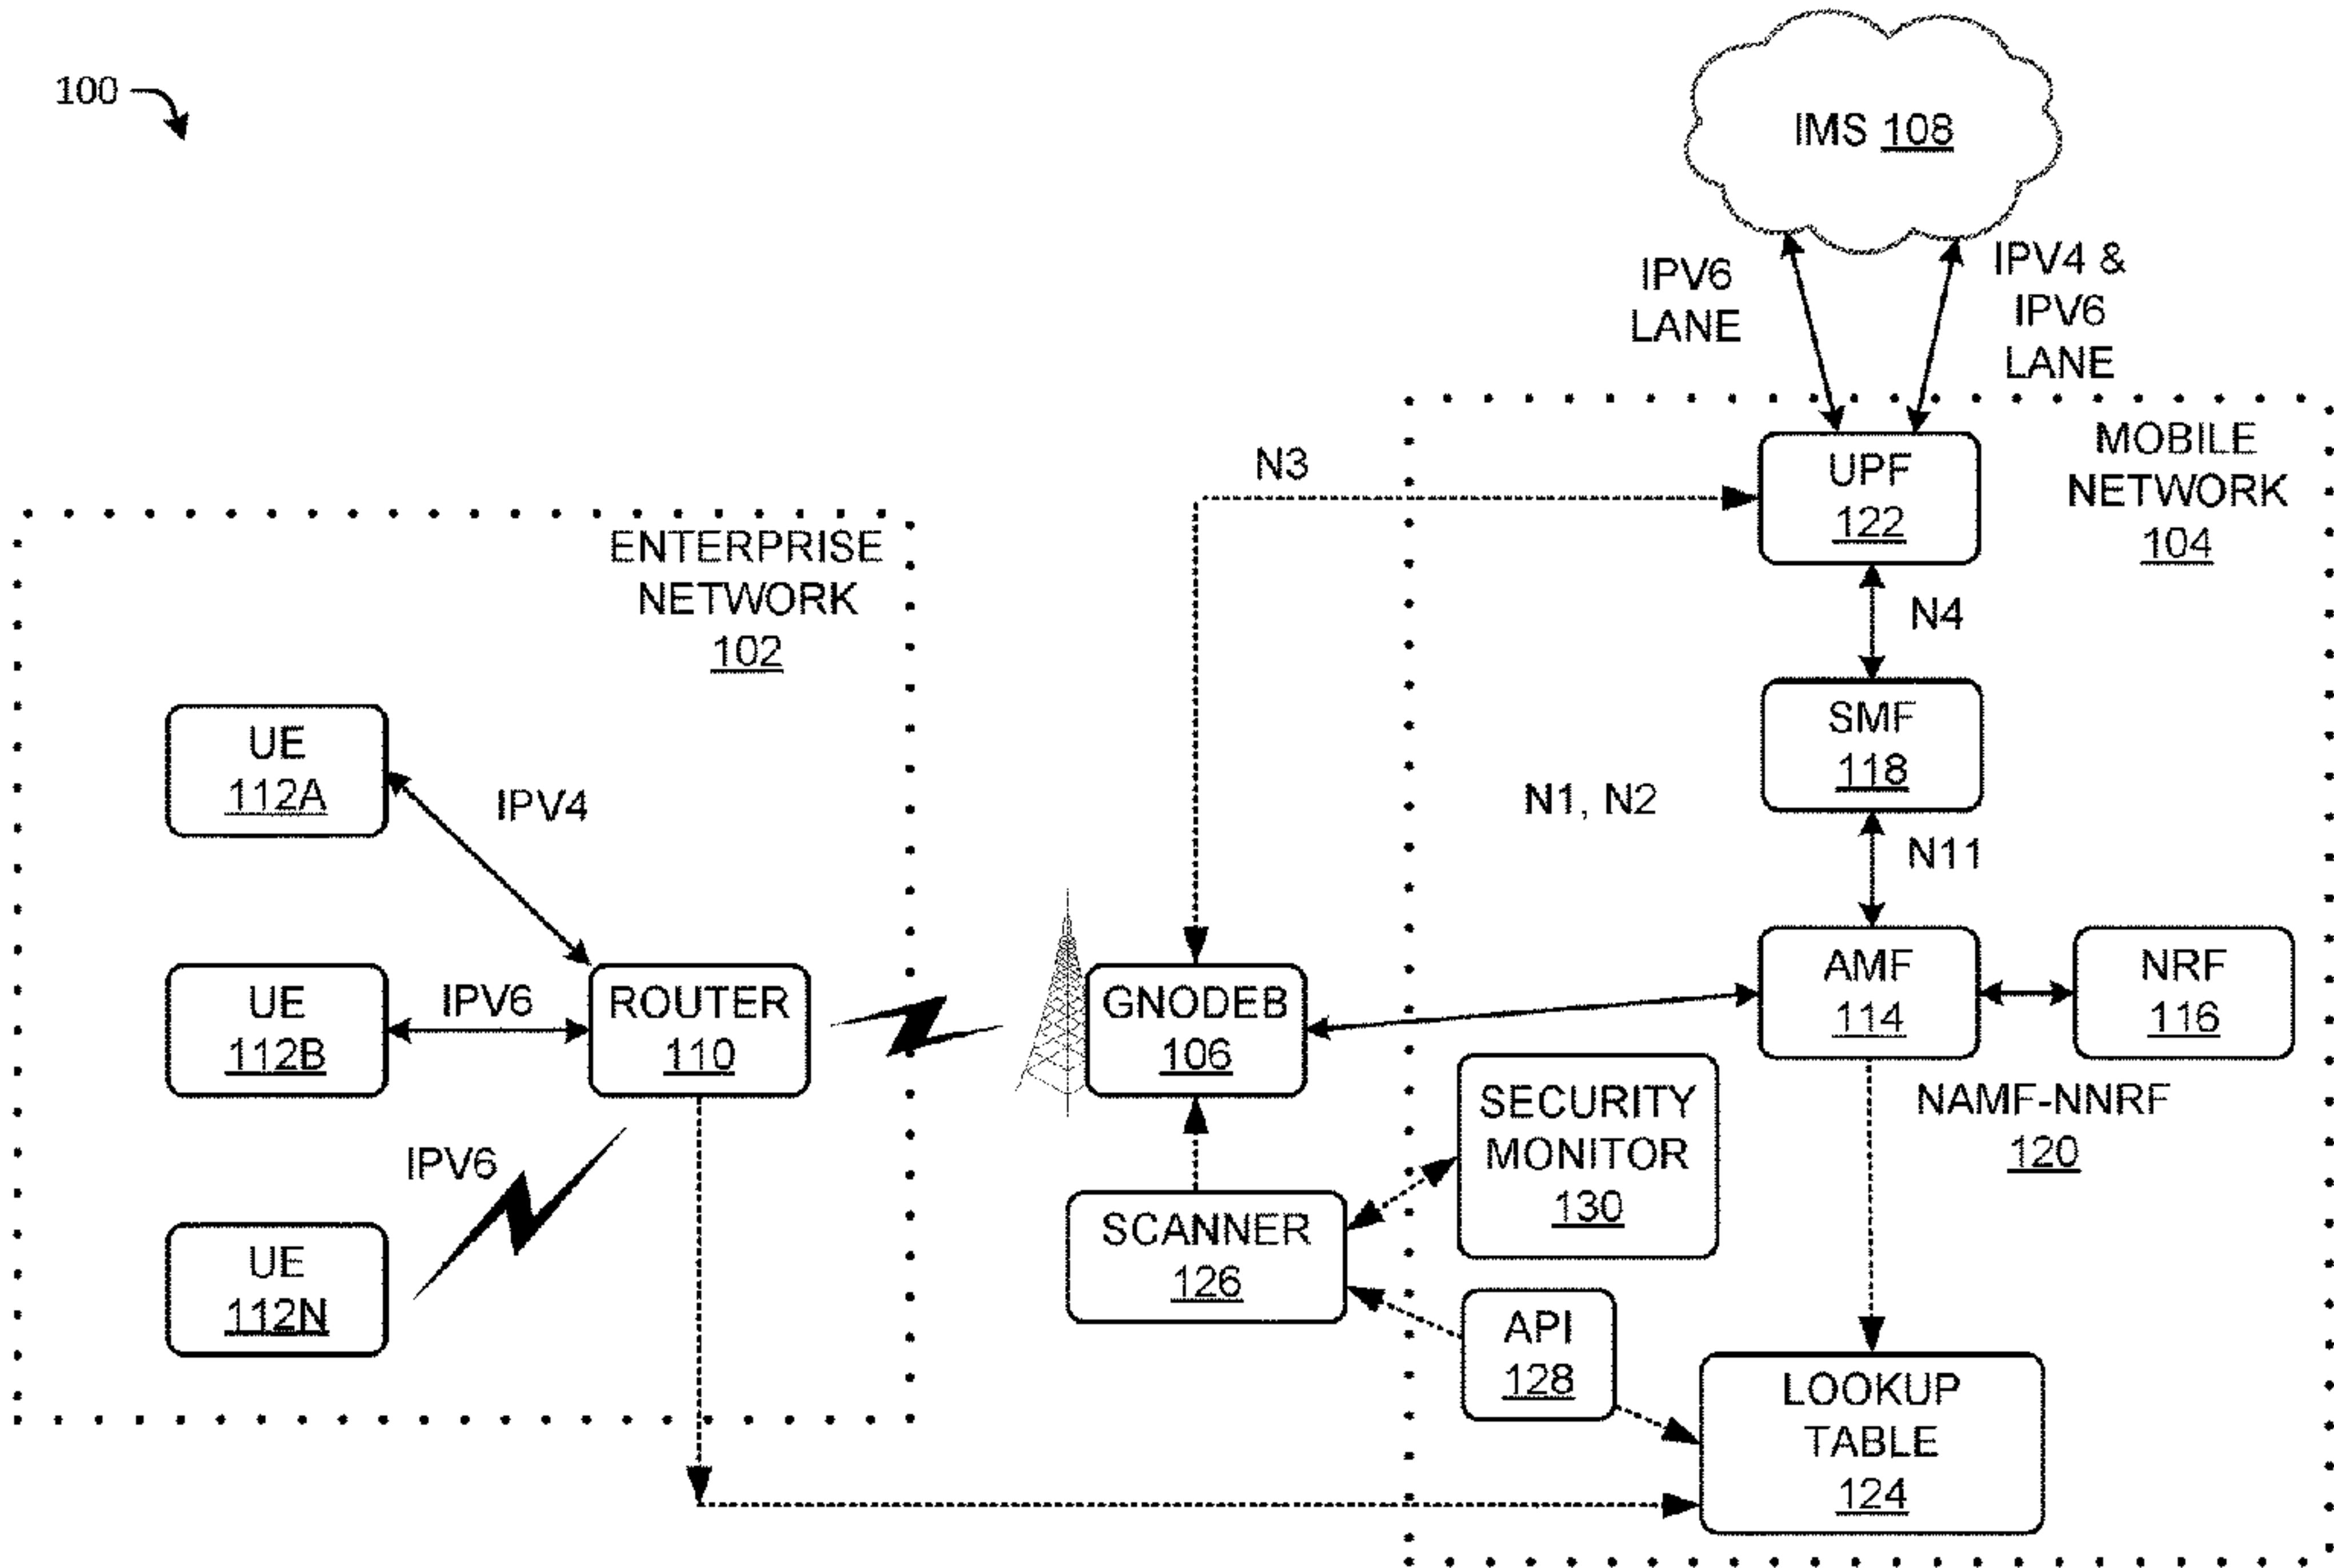 100
IMS 108
IPV6
LANE
IPV4 &
IPV6
LANE
MOBILE
NETWORK
104
UPF
122
N3
N4
ENTERPRISE
NETWORK
102
SMF
118
UE
112A
IPV4
N1, N2
N11
UE
112B
IPV6
ROUTER
110
GNODEB
106
AMF
114
NRF
116
NAMF-NNRF
120
SECURITY
MONITOR
130
IPV6
UE
112N
SCANNER
126
API
128
LOOKUP
TABLE
124